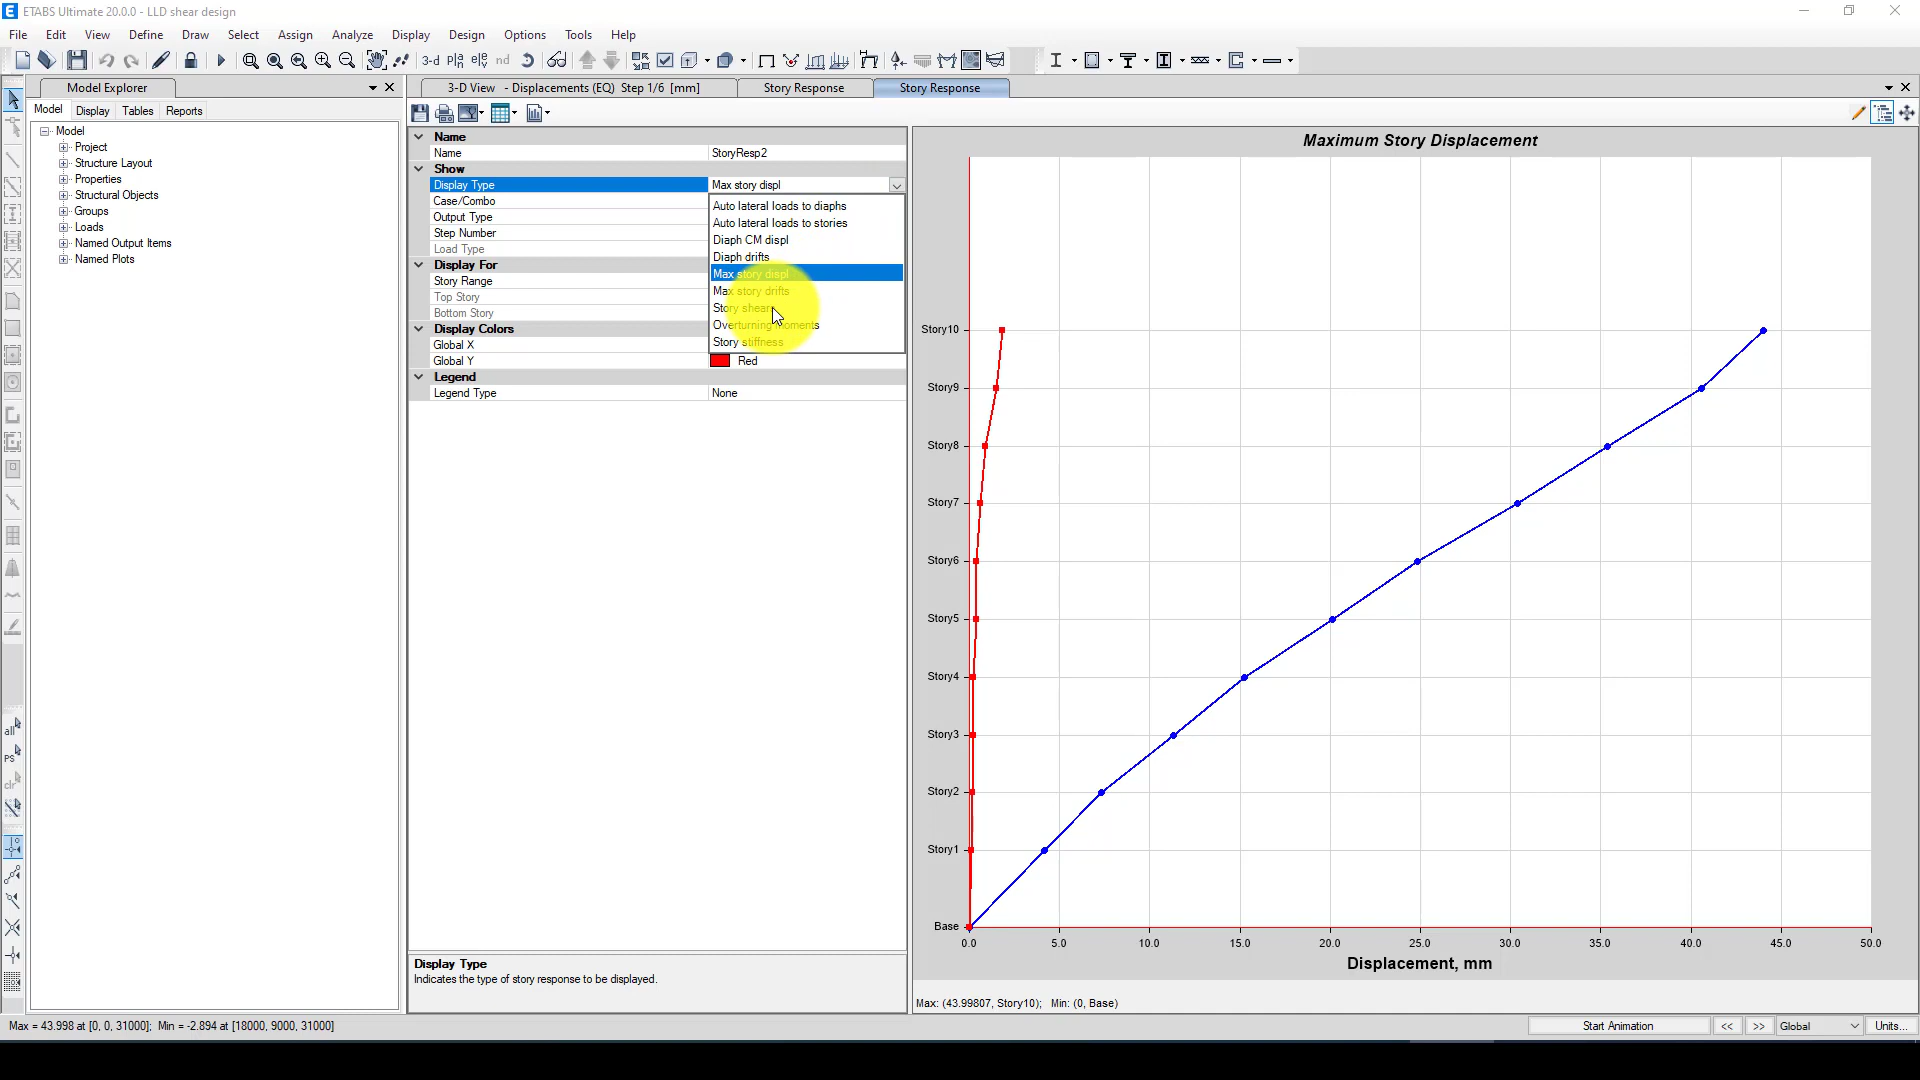 ETABS Ultimate 20.0.0 - LLD shear design
File Edit View Define Draw Select Assign Analyze Display Design Options Tools Help
3-d nd
Model Explorer
3-D View - Displacements (EQ) Step 1/6 [mm]
Story Response
Story Response
Model Display Tables Reports
Model
Project
Structure Layout
Properties
Structural Objects
Groups
Loads
Named Output Items
Named Plots
Name
Name StoryResp2
Show
Display Type Max story displ
Case/Combo
Output Type
Step Number
Load Type
Display For
Story Range
Top Story
Bottom Story
Display Colors
Global X
Global Y Red
Legend
Legend Type None
Auto lateral loads to diaphs
Auto lateral loads to stories
Diaph CM displ
Diaph drifts
Max story displ
Max story drifts
Story shears
Overturning moments
Story stiffness
Display Type
Indicates the type of story response to be displayed.
Maximum Story Displacement
Story10
Story9
Story8
Story7
Story6
Story5
Story4
Story3
Story2
Story1
Base
0.0 5.0 10.0 15.0 20.0 25.0 30.0 35.0 40.0 45.0 50.0
Displacement, mm
Max: (43.99807, Story10); Min: (0, Base)
all
PS
clr
Max = 43.998 at [0, 0, 31000]; Min = -2.894 at [18000, 9000, 31000]
Start Animation << >> Global Units...